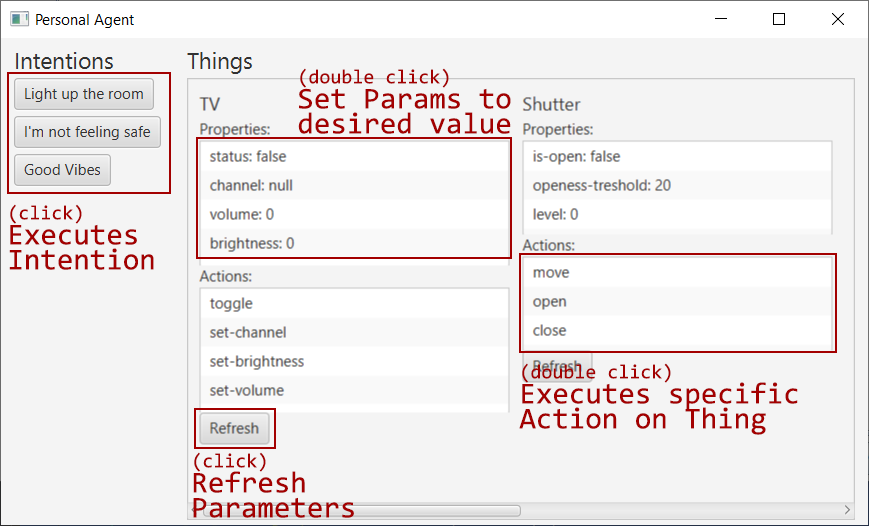 Personal Agent
Intentions
Light up the room
I'm not feeling safe
Good Vibes
(click)
Executes
Intention
Things
(double click)
Set Params to
desired value
TV
Properties:
status: false
channel: null
volume: 0
brightness: 0
Actions:
toggle
set-channel
set-brightness
set-volume
Refresh
(click)
Refresh
Parameters
Shutter
Properties:
is-open: false
openess-treshold: 20
level: 0
Actions:
move
open
close
Refresh
(double click)
Executes specific
Action on Thing